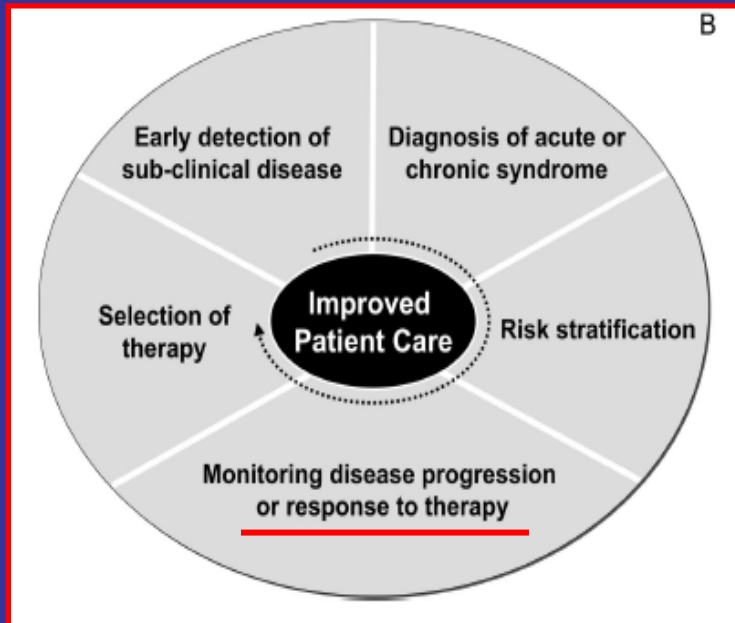 B
Early detection of
sub-clinical disease
Diagnosis of acute or
chronic syndrome
Selection of
therapy
Improved
Patient Care
Risk stratification
Monitoring disease progression
or response to therapy